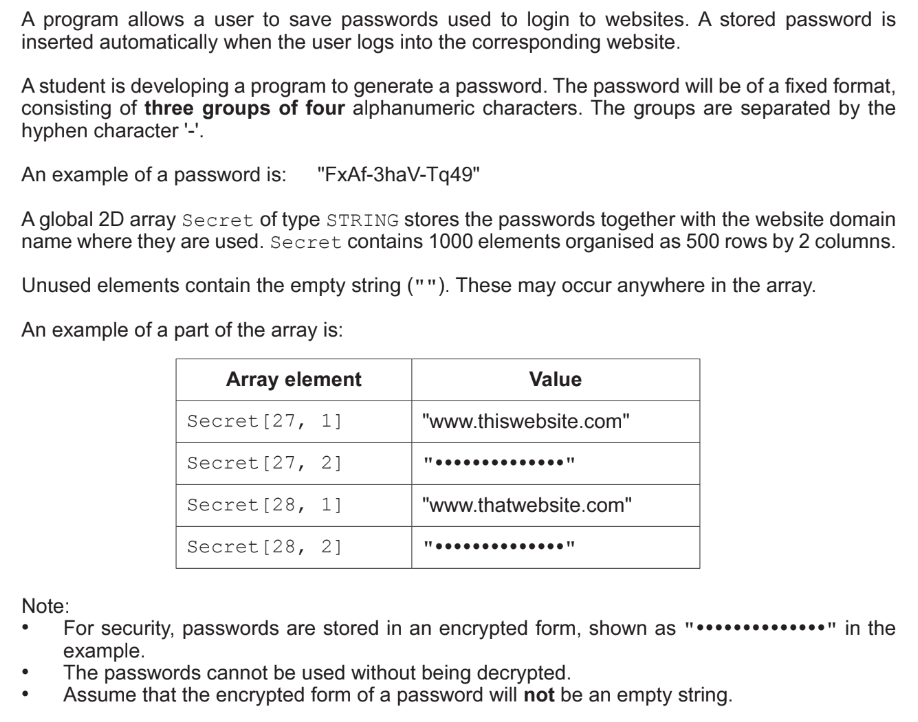 A program allows a user to save passwords used to login to websites. A stored password is
inserted automatically when the user logs into the corresponding website.
A student is developing a program to generate a password. The password will be of a fixed format,
consisting of three groups of four alphanumeric characters. The groups are separated by the
hyphen character '-'.
An example of a password is: "FxAf-3haV-Tq49"
A global 2D array Secret of type STRING stores the passwords together with the website domain
name where they are used. Secret contains 1000 elements organised as 500 rows by 2 columns.
Unused elements contain the empty string (""). These may occur anywhere in the array.
An example of a part of the array is:
Array element Value
Secret[27, 1] "www.thiswebsite.com"
Secret[27, 2] "••••••••••••••"
Secret[28, 1] "www.thatwebsite.com"
Secret[28, 2] "••••••••••••••"
Note:
• For security, passwords are stored in an encrypted form, shown as "••••••••••••••" in the
example.
• The passwords cannot be used without being decrypted.
• Assume that the encrypted form of a password will not be an empty string.